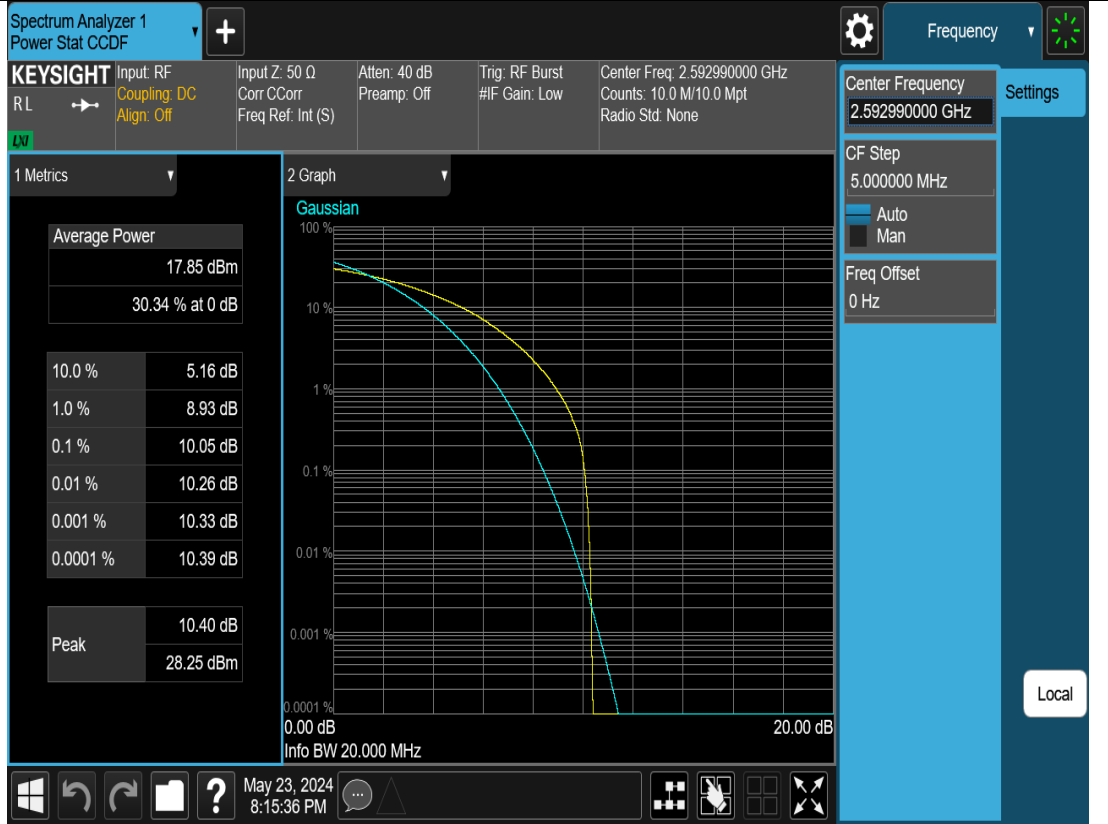 Spectrum Analyzer 1
Power Stat CCDF
+
Frequency
KEYSIGHT
RL
LXI
Input: RF
Coupling: DC
Align: Off
Input Z: 50 Ω
Corr CCorr
Freq Ref: Int (S)
Atten: 40 dB
Preamp: Off
Trig: RF Burst
#IF Gain: Low
Center Freq: 2.592990000 GHz
Counts: 10.0 M/10.0 Mpt
Radio Std: None
Center Frequency
2.592990000 GHz
Settings
CF Step
5.000000 MHz
Auto
Man
Freq Offset
0 Hz
1 Metrics
Average Power
17.85 dBm
30.34 % at 0 dB
10.0 % 5.16 dB
1.0 % 8.93 dB
0.1 % 10.05 dB
0.01 % 10.26 dB
0.001 % 10.33 dB
0.0001 % 10.39 dB
Peak
10.40 dB
28.25 dBm
2 Graph
Gaussian
100 %
10 %
1 %
0.1 %
0.01 %
0.001 %
0.0001 %
0.00 dB 20.00 dB
Info BW 20.000 MHz
Local
?
May 23, 2024
8:15:36 PM